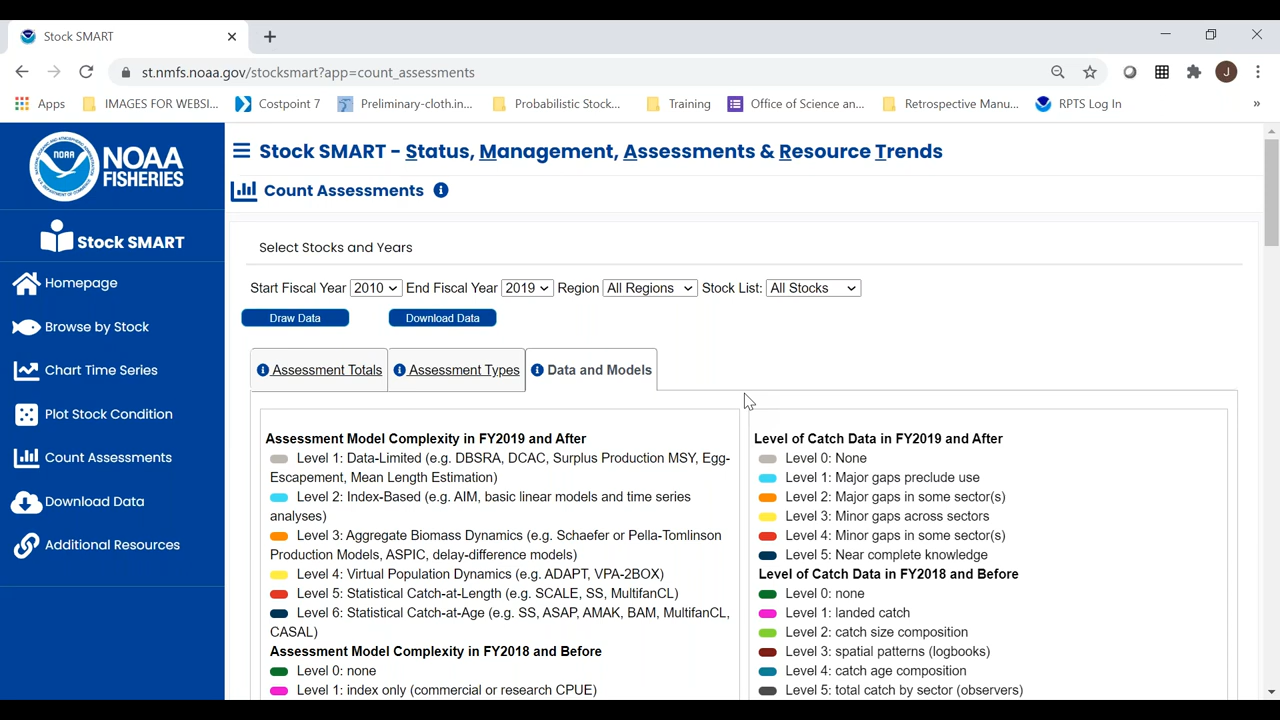 Stock SMART
st.nmfs.noaa.gov/stocksmart?app=count_assessments
J
Apps
IMAGES FOR WEBSI...
Costpoint 7
Preliminary-cloth.in...
Probabilistic Stock...
Training
Office of Science an...
Retrospective Manu...
RPTS Log In
»
NOAA
NOAA
FISHERIES
Stock SMART
Homepage
Browse by Stock
Chart Time Series
Plot Stock Condition
Count Assessments
Download Data
Additional Resources
Stock SMART - Status, Management, Assessments & Resource Trends
Count Assessments
Select Stocks and Years
Start Fiscal Year 2010 End Fiscal Year 2019 Region All Regions Stock List: All Stocks
Draw Data Download Data
Assessment Totals Assessment Types Data and Models
Assessment Model Complexity in FY2019 and After
Level 1: Data-Limited (e.g. DBSRA, DCAC, Surplus Production MSY, Egg-
Escapement, Mean Length Estimation)
Level 2: Index-Based (e.g. AIM, basic linear models and time series
analyses)
Level 3: Aggregate Biomass Dynamics (e.g. Schaefer or Pella-Tomlinson
Production Models, ASPIC, delay-difference models)
Level 4: Virtual Population Dynamics (e.g. ADAPT, VPA-2BOX)
Level 5: Statistical Catch-at-Length (e.g. SCALE, SS, MultifanCL)
Level 6: Statistical Catch-at-Age (e.g. SS, ASAP, AMAK, BAM, MultifanCL,
CASAL)
Assessment Model Complexity in FY2018 and Before
Level 0: none
Level 1: index only (commercial or research CPUE)
Level of Catch Data in FY2019 and After
Level 0: None
Level 1: Major gaps preclude use
Level 2: Major gaps in some sector(s)
Level 3: Minor gaps across sectors
Level 4: Minor gaps in some sector(s)
Level 5: Near complete knowledge
Level of Catch Data in FY2018 and Before
Level 0: none
Level 1: landed catch
Level 2: catch size composition
Level 3: spatial patterns (logbooks)
Level 4: catch age composition
Level 5: total catch by sector (observers)